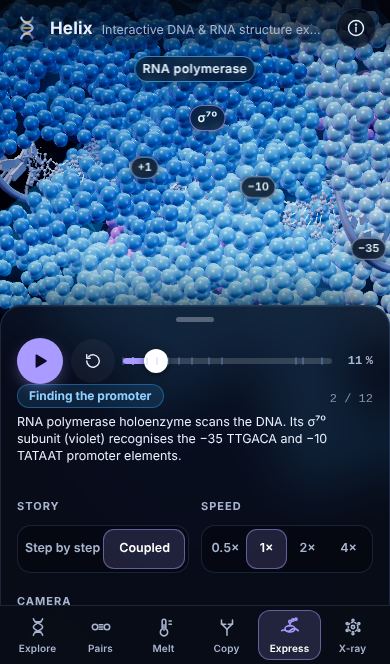 Helix Interactive DNA & RNA structure ex...
RNA polymerase
σ⁷⁰
+1
−10
−35
11 %
Finding the promoter
2 / 12
RNA polymerase holoenzyme scans the DNA. Its σ⁷⁰
subunit (violet) recognises the −35 TTGACA and −10
TATAAT promoter elements.
STORY
SPEED
Step by step Coupled
0.5× 1× 2× 4×
CAMERA
Explore Pairs Melt Copy Express X-ray